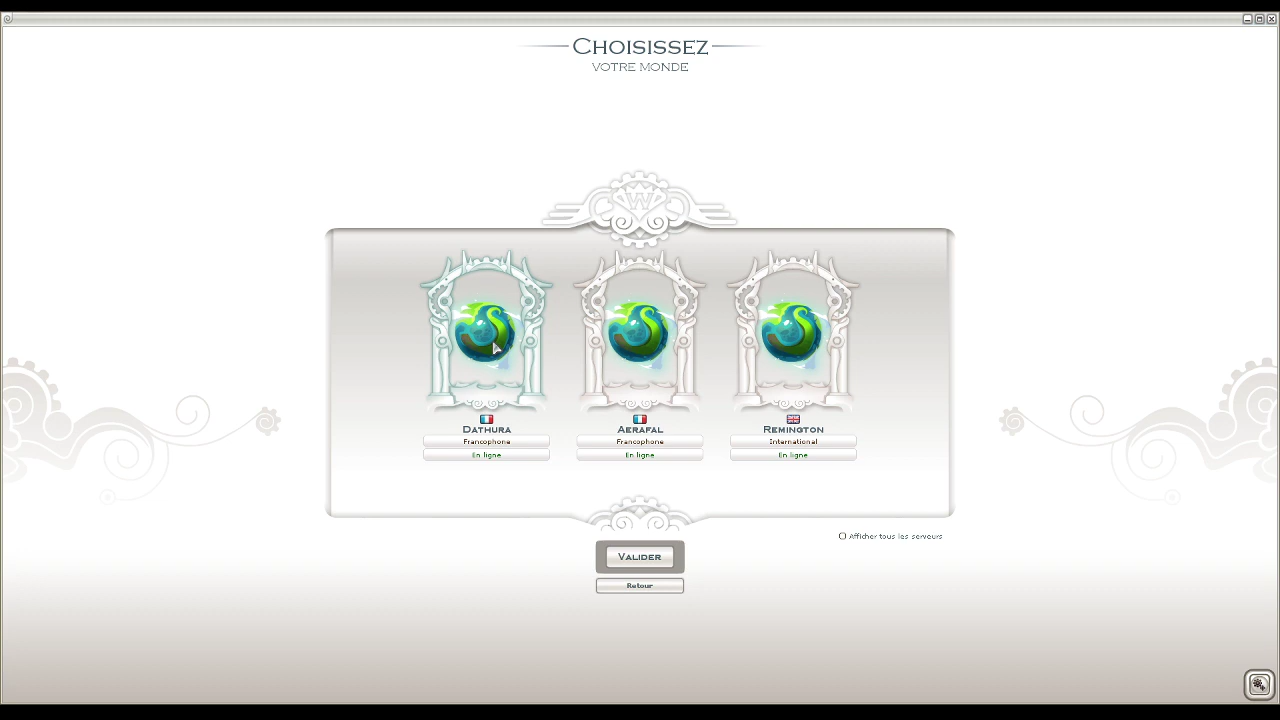 CHOISISSEZ
VOTRE MONDE
W
DATHURA
Francophone
En ligne
AERAFAL
Francophone
En ligne
REMINGTON
International
En ligne
Afficher tous les serveurs
VALIDER
Retour